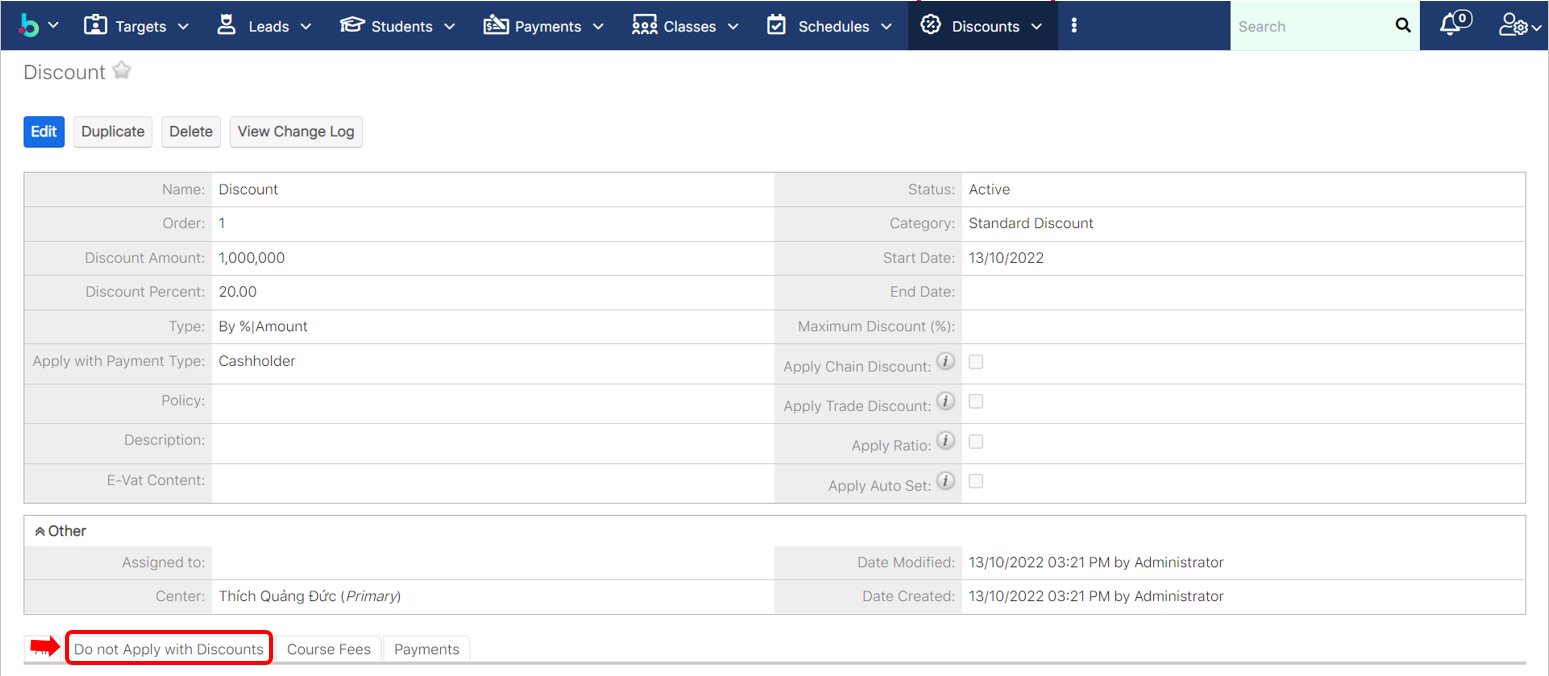 Targets Leads Students Payments Classes Schedules Discounts Search 0
Discount
Edit Duplicate Delete View Change Log
Name: Discount Status: Active
Order: 1 Category: Standard Discount
Discount Amount: 1,000,000 Start Date: 13/10/2022
Discount Percent: 20.00 End Date:
Type: By %|Amount Maximum Discount (%):
Apply with Payment Type: Cashholder Apply Chain Discount: i
Policy: Apply Trade Discount: i
Description: Apply Ratio: i
E-Vat Content: Apply Auto Set: i
Other
Assigned to: Date Modified: 13/10/2022 03:21 PM by Administrator
Center: Thích Quảng Đức (Primary) Date Created: 13/10/2022 03:21 PM by Administrator
Do not Apply with Discounts Course Fees Payments